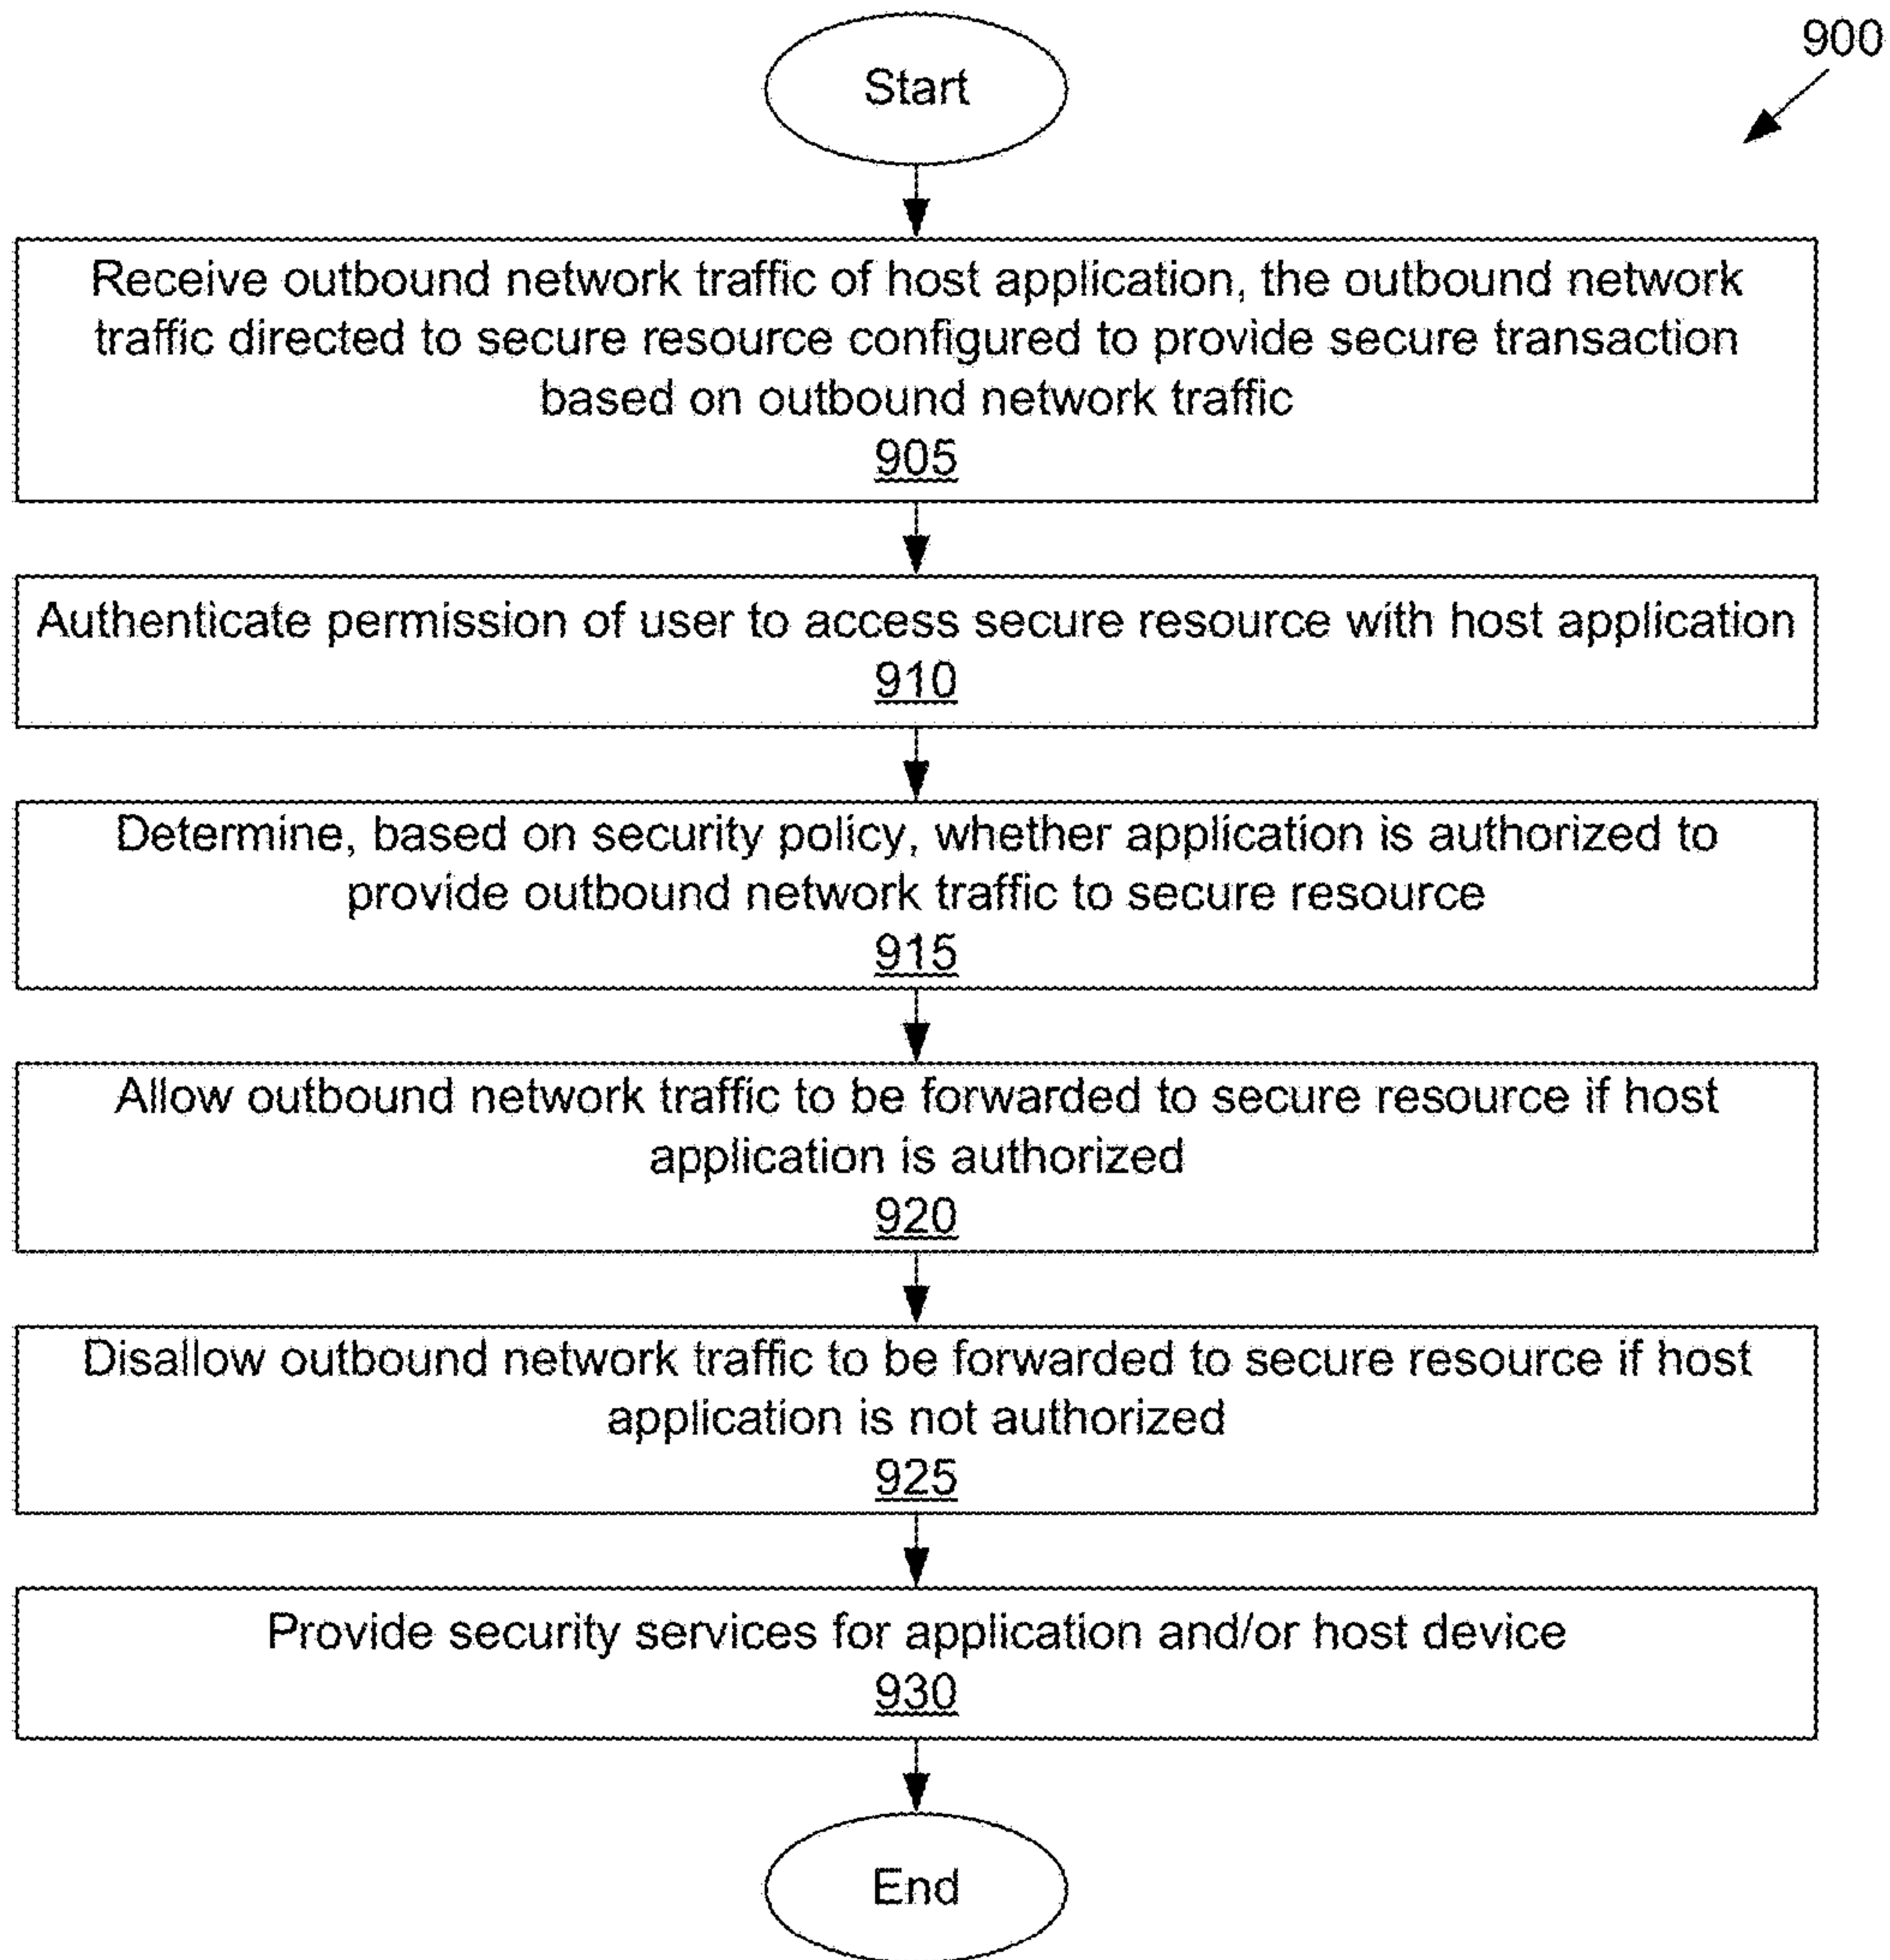 900
Start
Receive outbound network traffic of host application, the outbound network
traffic directed to secure resource configured to provide secure transaction
based on outbound network traffic
905
Authenticate permission of user to access secure resource with host application
910
Determine, based on security policy, whether application is authorized to
provide outbound network traffic to secure resource
915
Allow outbound network traffic to be forwarded to secure resource if host
application is authorized
920
Disallow outbound network traffic to be forwarded to secure resource if host
application is not authorized
925
Provide security services for application and/or host device
930
End